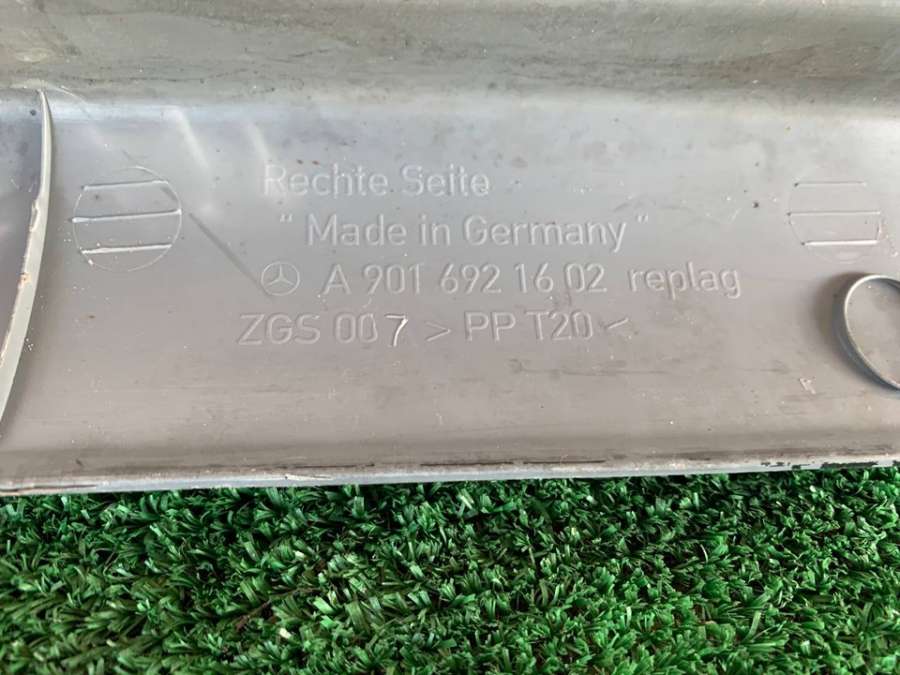 Rechte Seite
" Made in Germany "
A 901 692 16 02 replag
ZGS 007 > PP T20 <